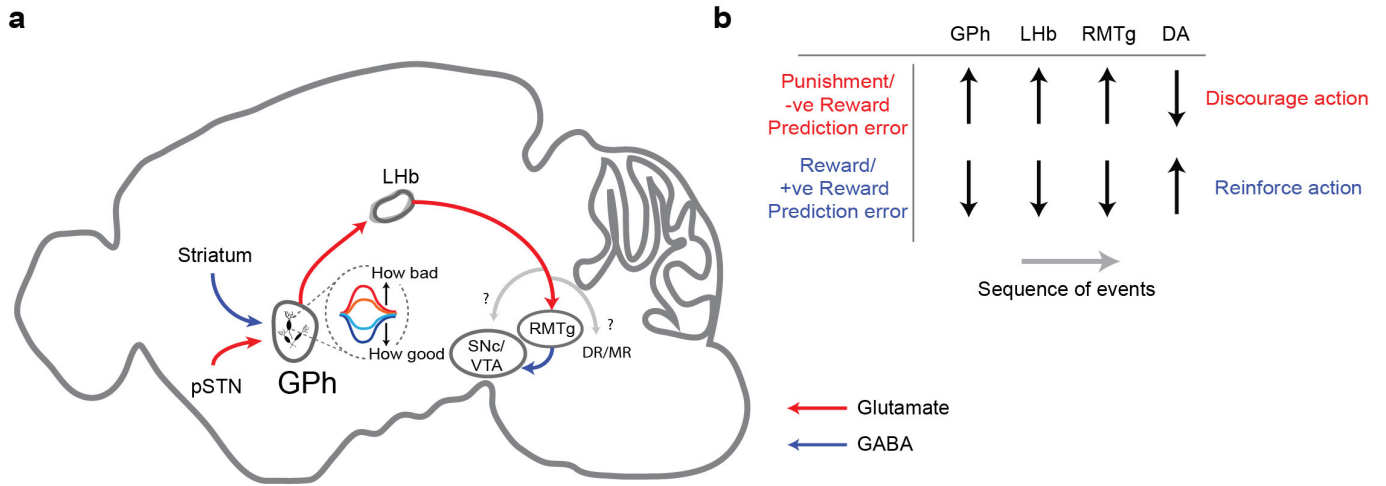 a
LHb
Striatum
How bad
?
?
RMTg
SNc/
VTA
DR/MR
How good
pSTN
GPh
b
GPh LHb RMTg DA
Punishment/
-ve Reward
Prediction error
Discourage action
Reward/
+ve Reward
Prediction error
Reinforce action
Sequence of events
Glutamate
GABA